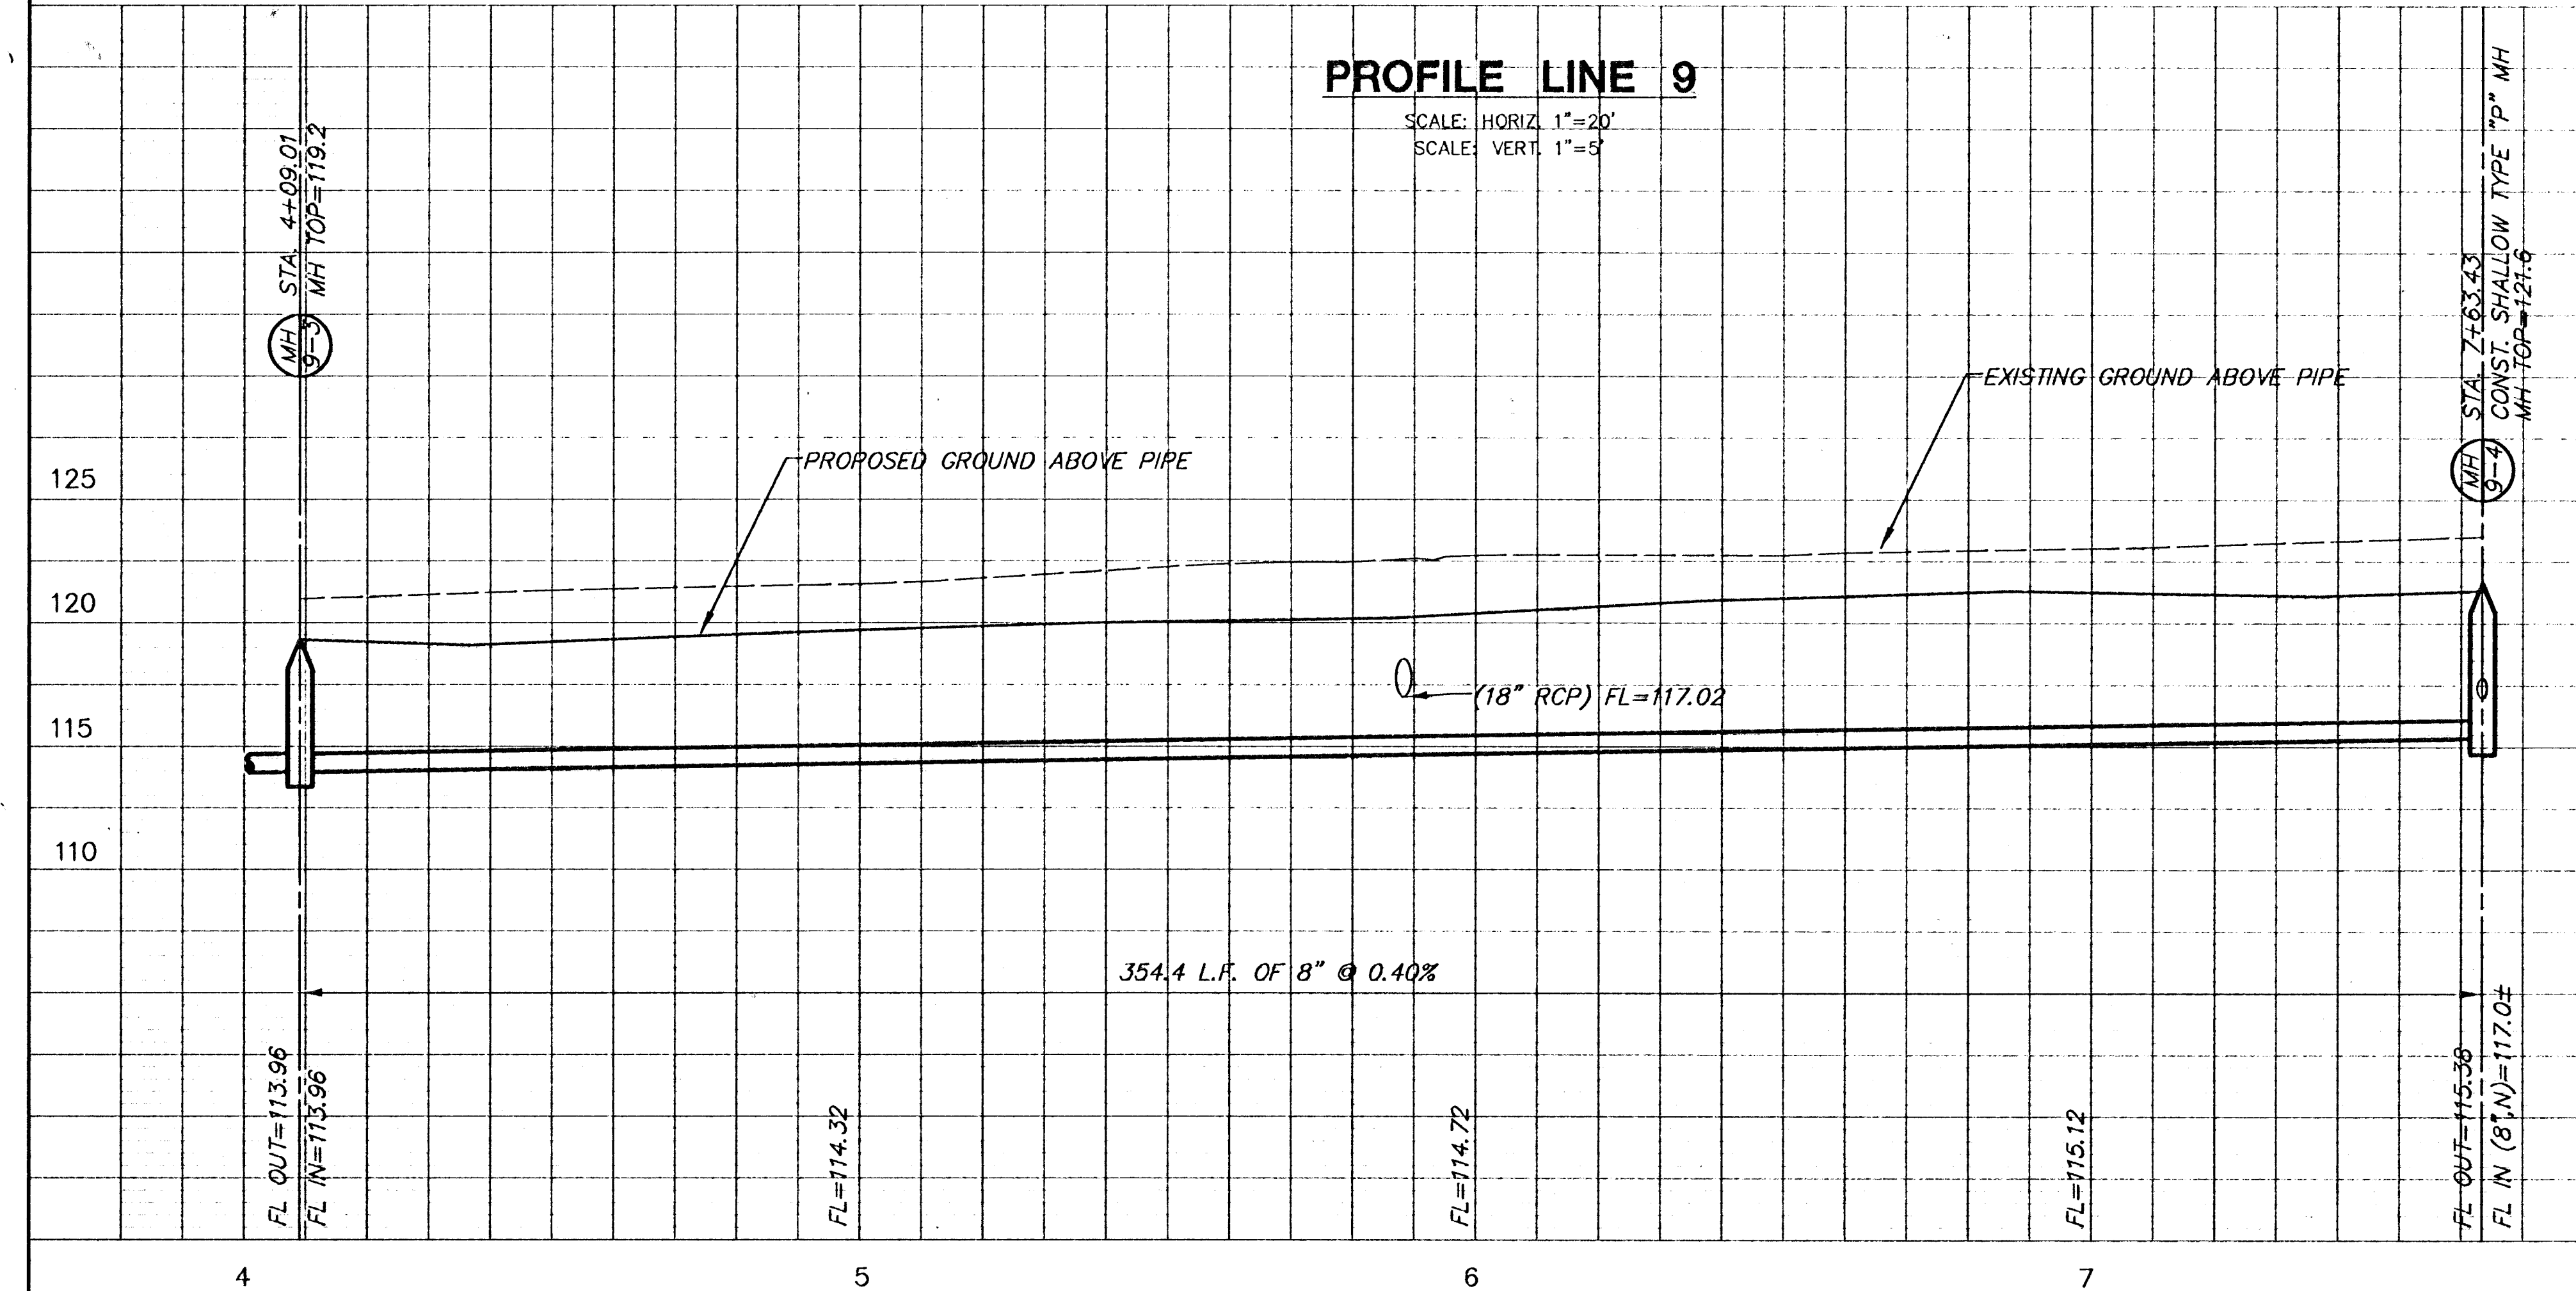 PROFILE LINE 9
SCALE: HORIZ. 1"=20'
SCALE: VERT. 1"=5'
STA. 4+09.01
MH TOP=119.2
MH
9-3
STA. 7+63.43
CONST. SHALLOW TYPE "P" MH
MH TOP=121.6
MH
9-4
EXISTING GROUND ABOVE PIPE
PROPOSED GROUND ABOVE PIPE
125
120
115
110
(18" RCP) FL=117.02
354.4 L.F. OF 8" @ 0.40%
FL OUT=113.96
FL IN=113.96
FL=114.32
FL=114.72
FL=115.12
FL OUT=115.38
FL IN (8",N)=117.0±
4
5
6
7